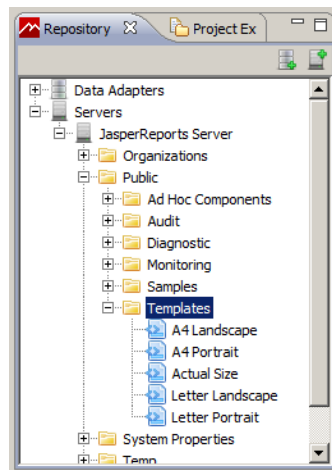 Repository Project Ex
Data Adapters
Servers
JasperReports Server
Organizations
Public
Ad Hoc Components
Audit
Diagnostic
Monitoring
Samples
Templates
A4 Landscape
A4 Portrait
Actual Size
Letter Landscape
Letter Portrait
System Properties
Temp